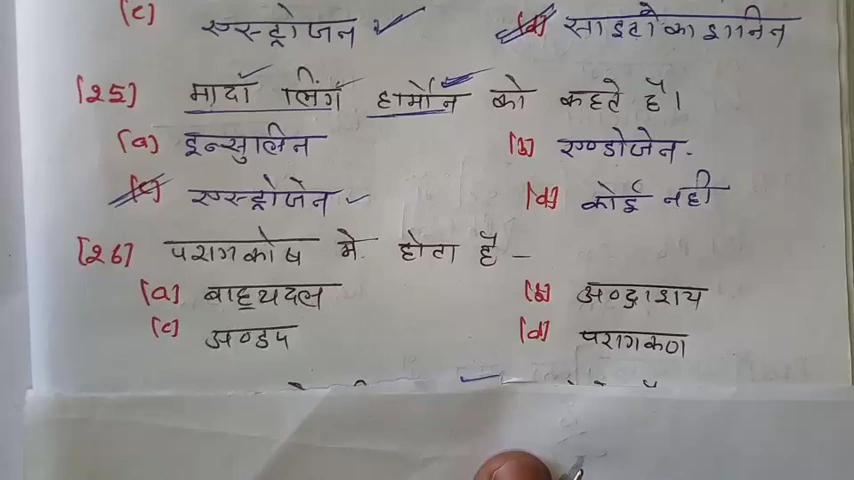 (c) एस्ट्रोजन (d) साइटोकाइनिन
[25] मादा लिंग हार्मोन को कहते हैं।
(a) इन्सुलिन (b) एण्डोजेन
(c) एस्ट्रोजेन (d) कोई नही
[26] परागकोष मे होता है –
(a) बाह्यदल (b) अण्डाशय
(c) अण्डप (d) परागकण